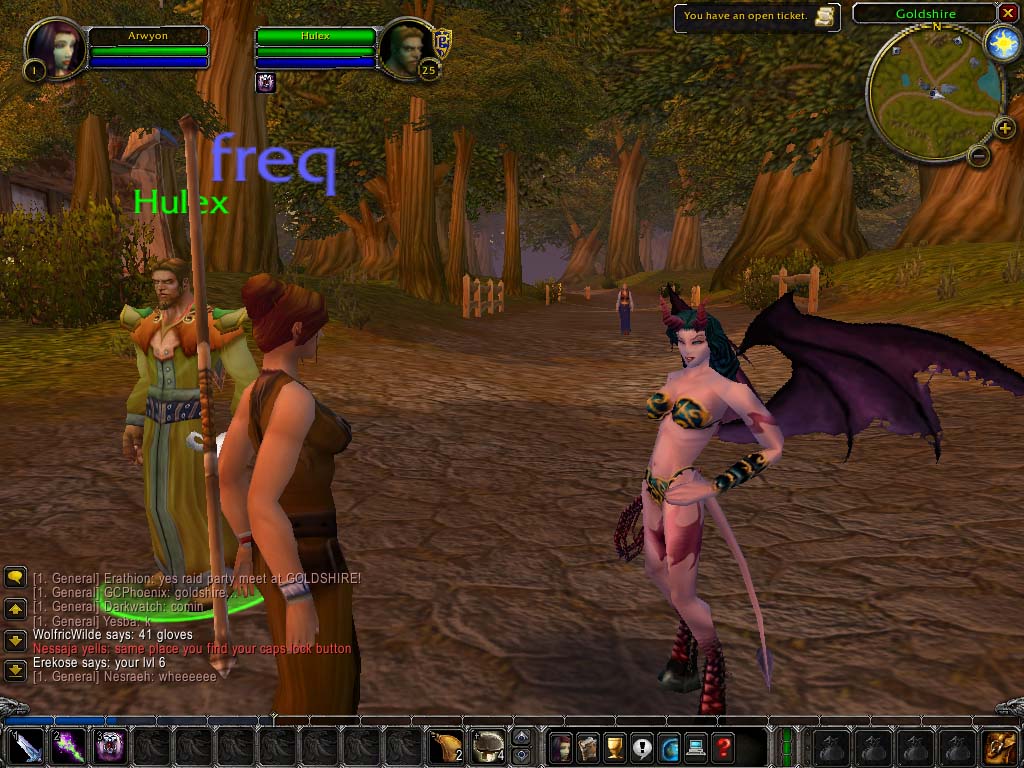 Arwyon
1
Hulex
25
You have an open ticket.
Goldshire
N
freq
Hulex
[1. General] Erathion: yes raid party meet at GOLDSHIRE!
[1. General] GCPhoenix: goldshire,..
[1. General] Darkwatch: comin
[1. General] Yesba: k
WolfricWilde says: 41 gloves
Nessaja yells: same place you find your caps lock button
Erekose says: your lvl 6
[1. General] Nesraeh: wheeeeee
1
2
3
2
4